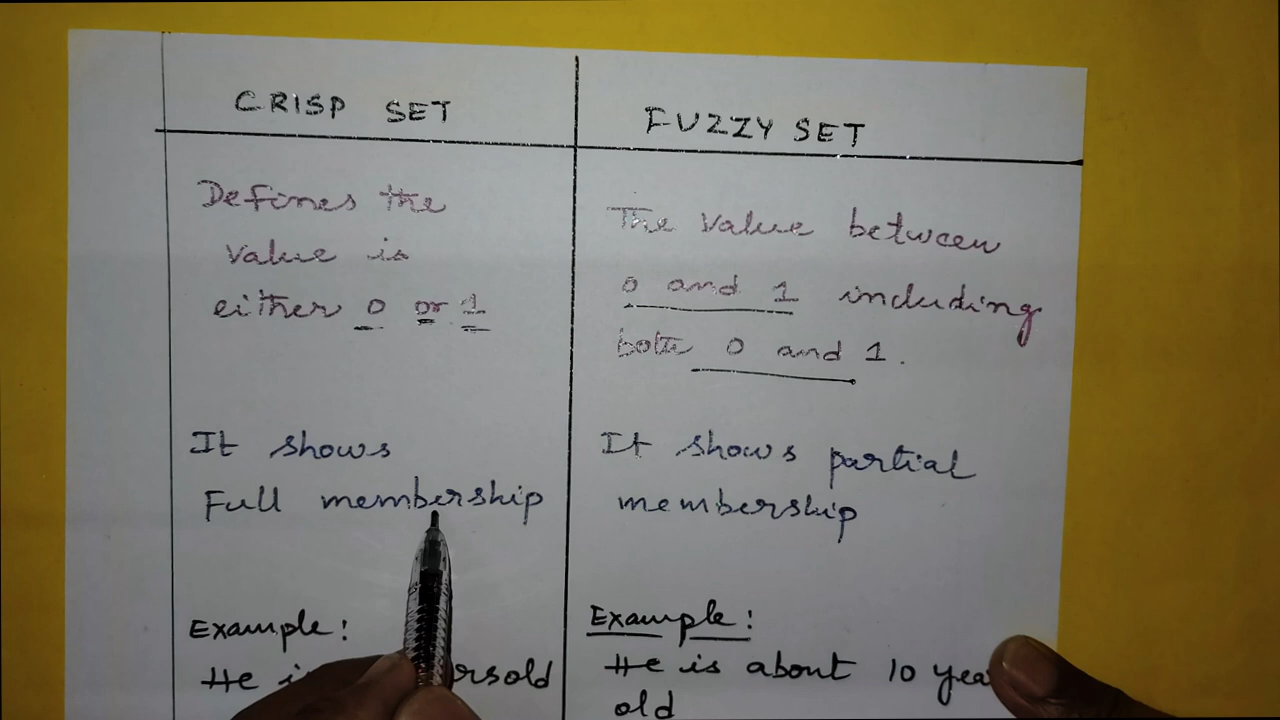 CRISP SET
Defines the
value is
either 0 or 1
It shows
Full membership
Example:
He
FUZZY SET
The value between
0 and 1 including
both 0 and 1.
It shows partial
membership
Example:
He is about 10
old